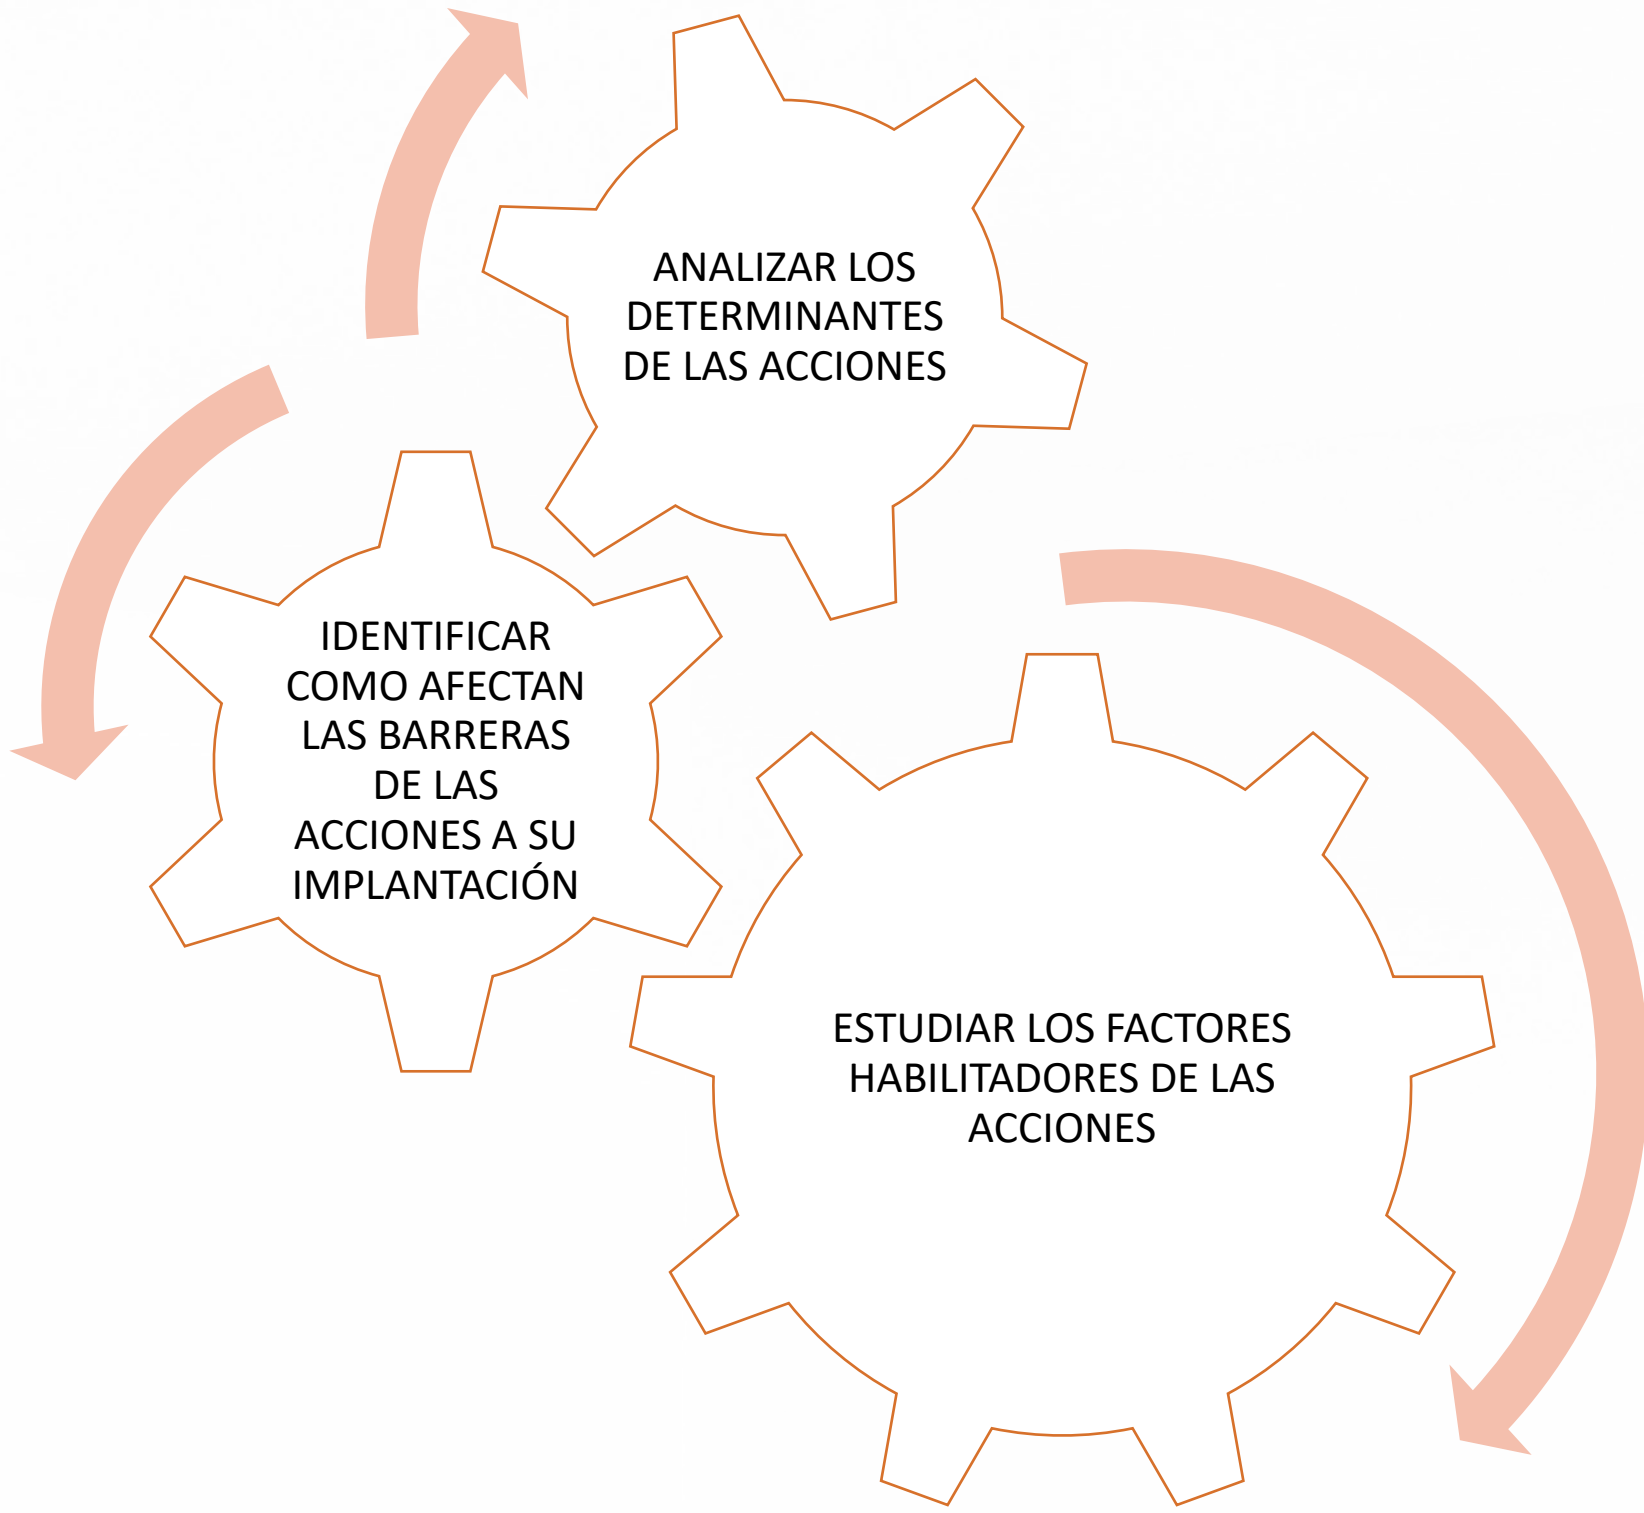 ANALIZAR LOS
DETERMINANTES
DE LAS ACCIONES
IDENTIFICAR
COMO AFECTAN
LAS BARRERAS
DE LAS
ACCIONES A SU
IMPLANTACIÓN
ESTUDIAR LOS FACTORES
HABILITADORES DE LAS
ACCIONES